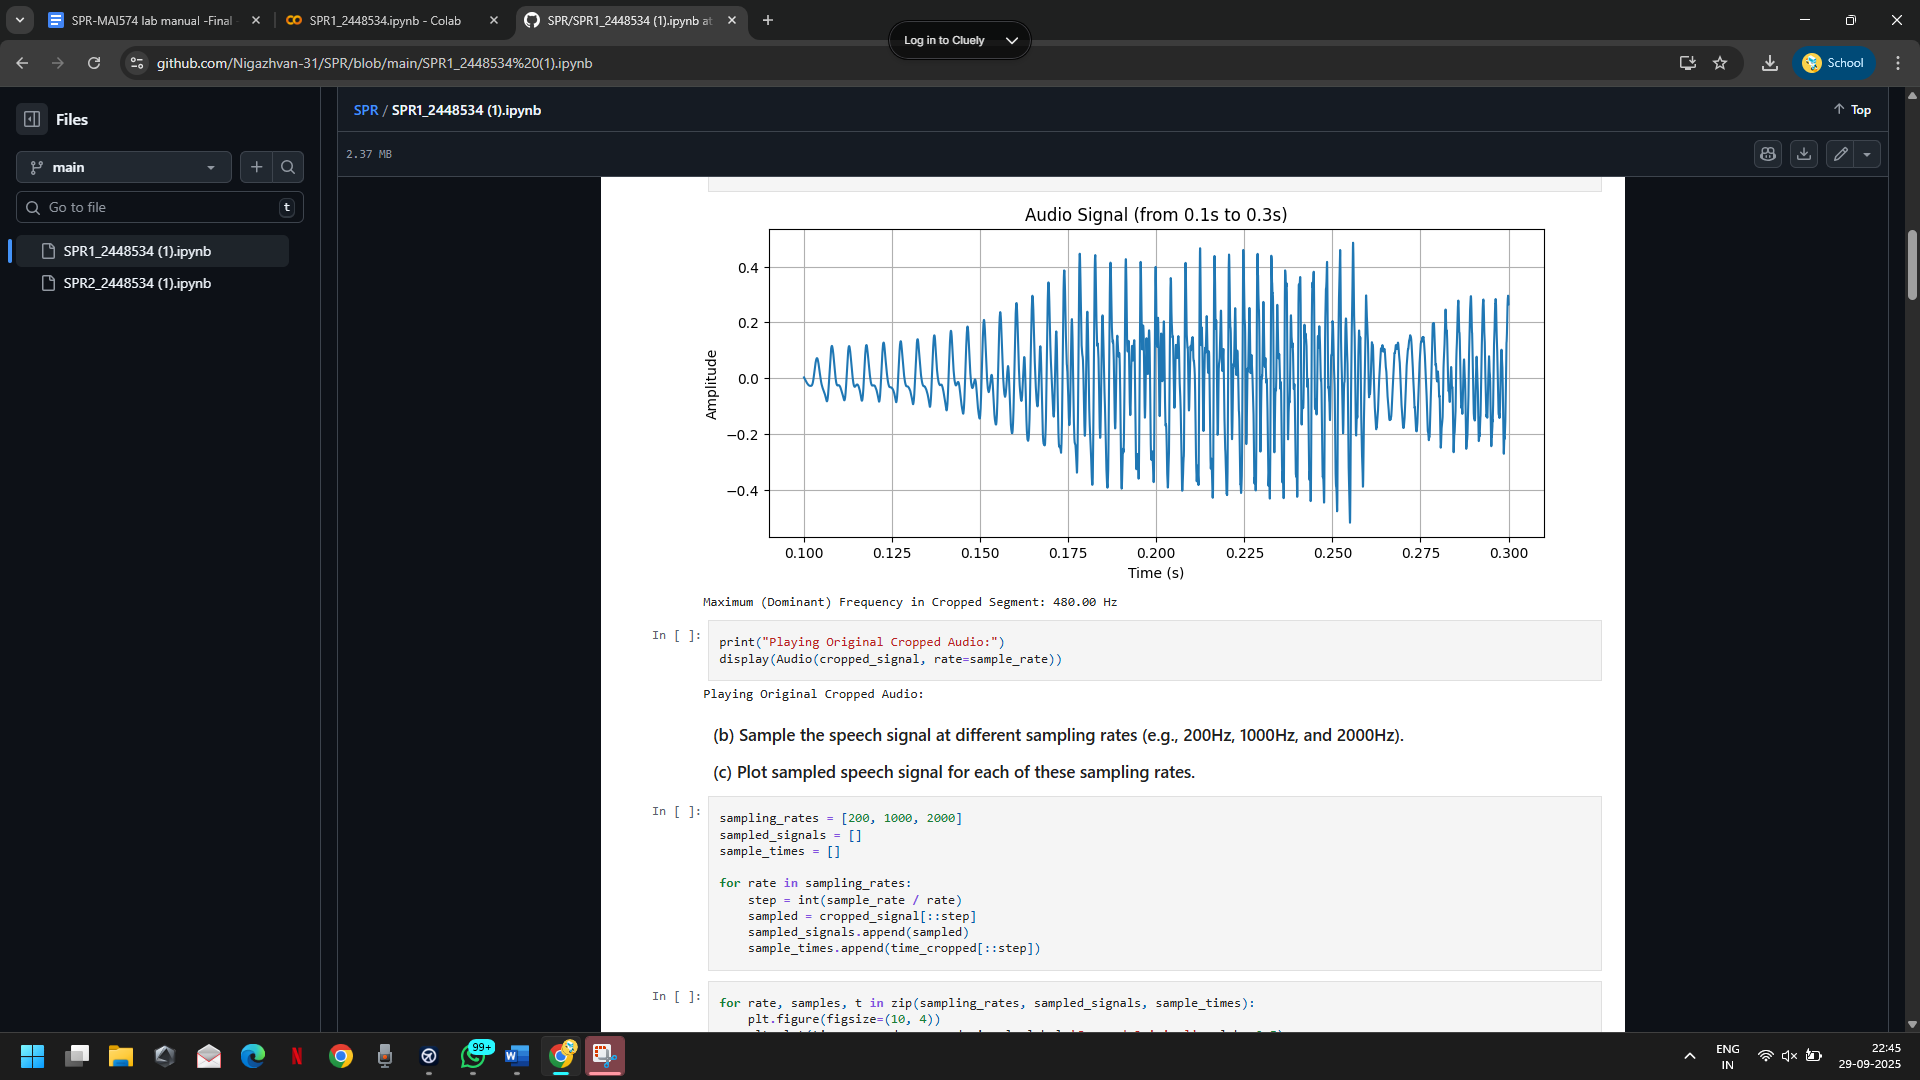 SPR-MAI574 lab manual -Final
SPR1_2448534.ipynb - Colab
SPR/SPR1_2448534 (1).ipynb at
Log in to Cluely
github.com/Nigazhvan-31/SPR/blob/main/SPR1_2448534%20(1).ipynb
School
Files
SPR / SPR1_2448534 (1).ipynb
Top
main
2.37 MB
Go to file
t
SPR1_2448534 (1).ipynb
SPR2_2448534 (1).ipynb
Audio Signal (from 0.1s to 0.3s)
0.4
0.2
0.0
−0.2
−0.4
Amplitude
0.100 0.125 0.150 0.175 0.200 0.225 0.250 0.275 0.300
Time (s)
Maximum (Dominant) Frequency in Cropped Segment: 480.00 Hz
In [ ]:
print("Playing Original Cropped Audio:")
display(Audio(cropped_signal, rate=sample_rate))
Playing Original Cropped Audio:
(b) Sample the speech signal at different sampling rates (e.g., 200Hz, 1000Hz, and 2000Hz).
(c) Plot sampled speech signal for each of these sampling rates.
In [ ]:
sampling_rates = [200, 1000, 2000]
sampled_signals = []
sample_times = []
for rate in sampling_rates:
step = int(sample_rate / rate)
sampled = cropped_signal[::step]
sampled_signals.append(sampled)
sample_times.append(time_cropped[::step])
In [ ]:
for rate, samples, t in zip(sampling_rates, sampled_signals, sample_times):
plt.figure(figsize=(10, 4))
99+
ENG
IN
22:45
29-09-2025